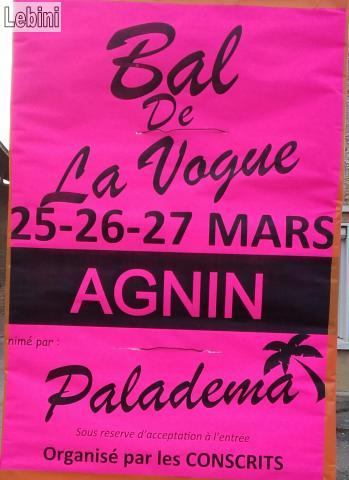 Lebini
Bal
De
La Vogue
25-26-27 MARS
AGNIN
nimé par :
Paladema
Sous reserve d'acceptation à l'entrée
Organisé par les CONSCRITS